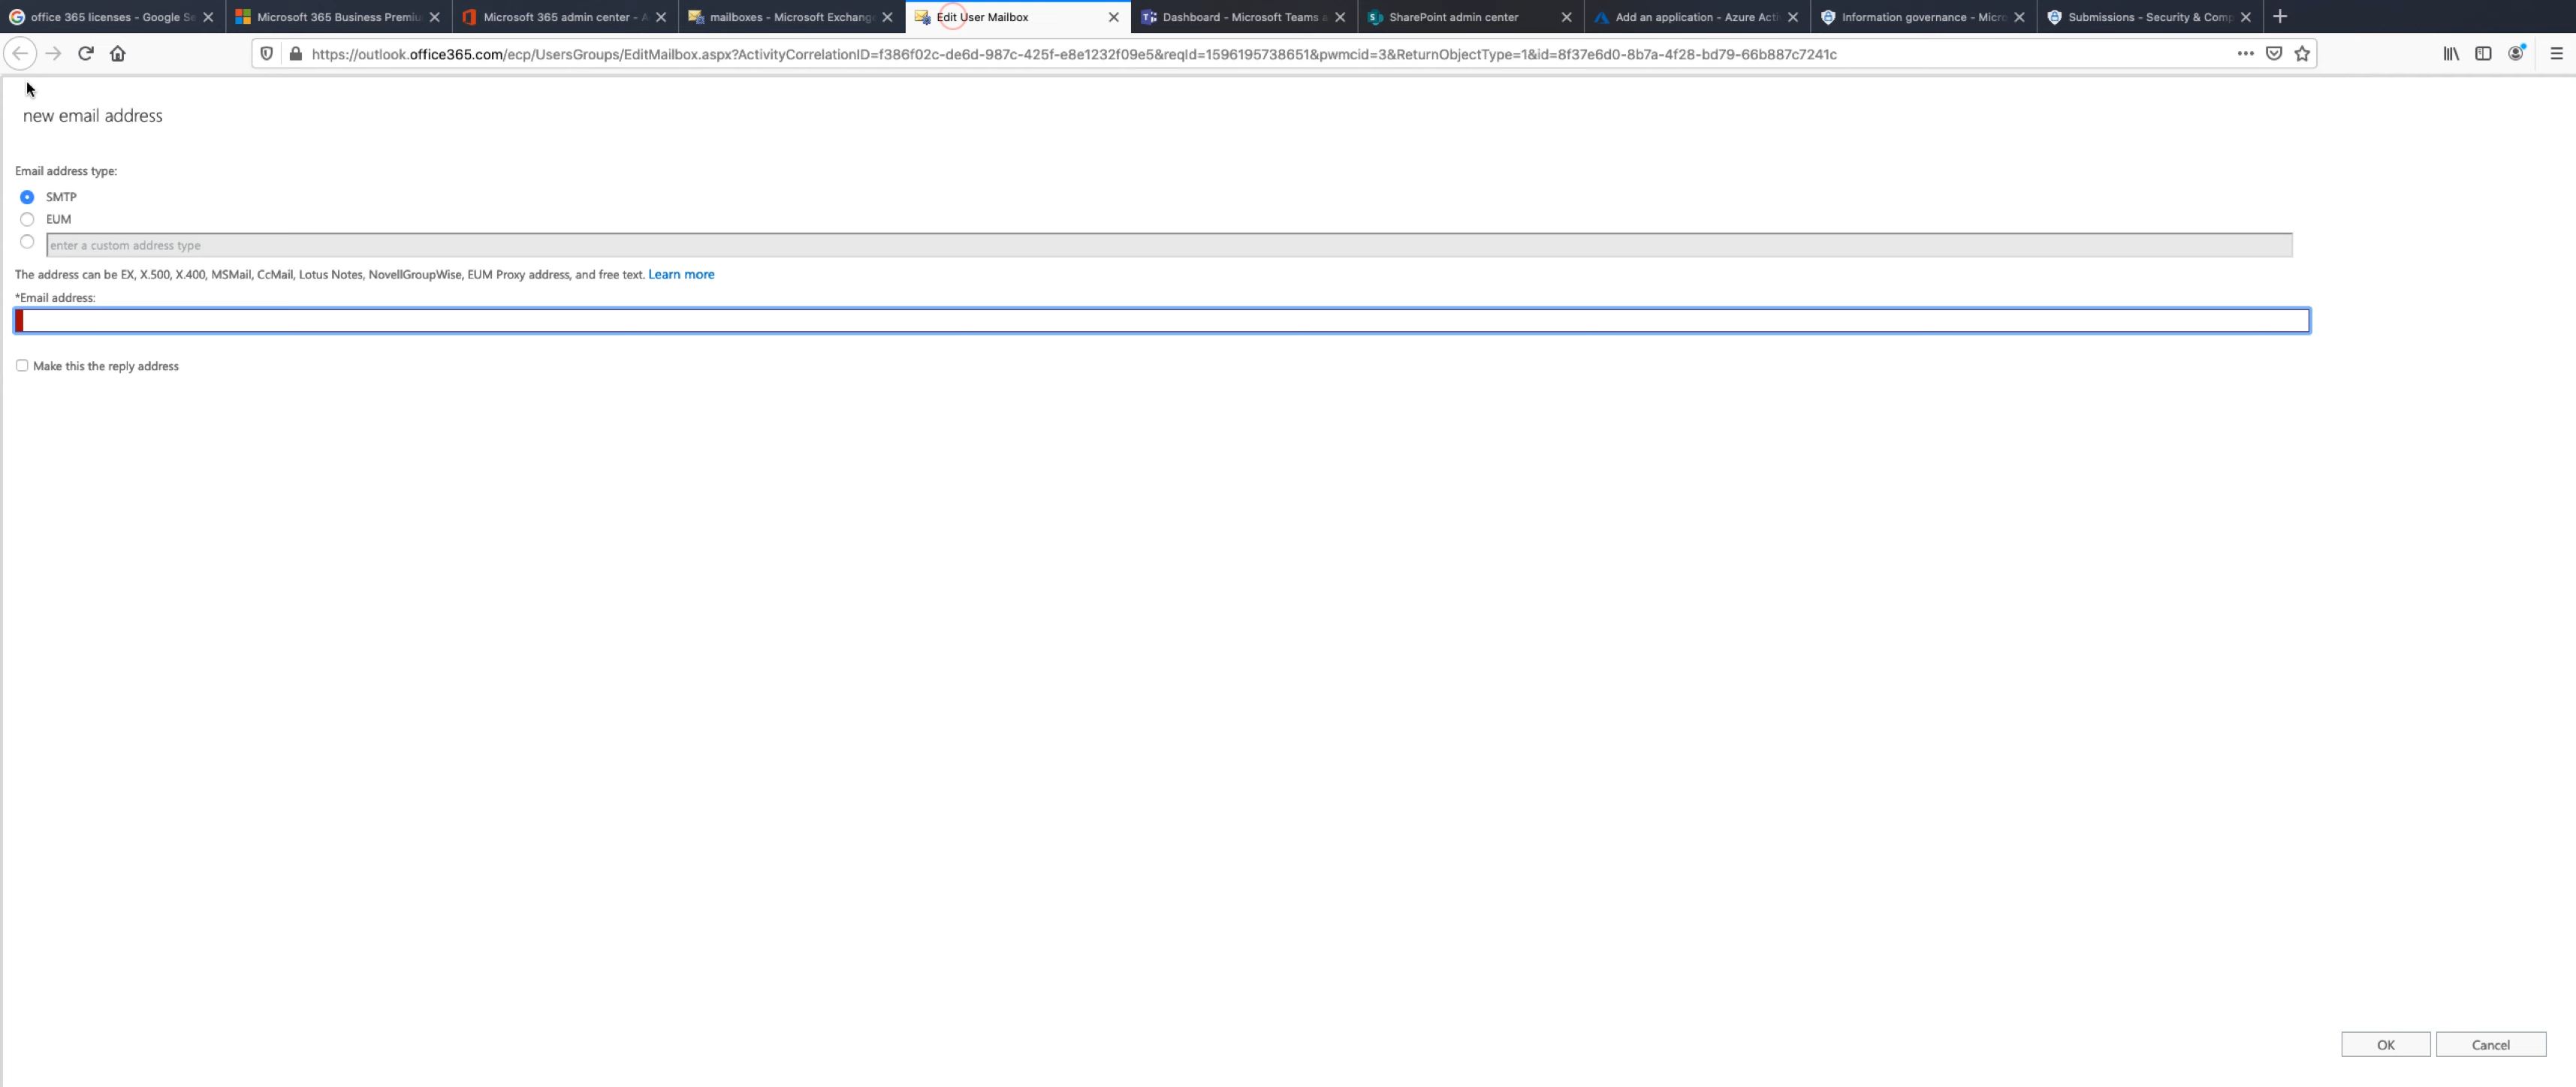 office 365 licenses - Google Se
Microsoft 365 Business Premiu
Microsoft 365 admin center - A
mailboxes - Microsoft Exchange
Edit User Mailbox
Dashboard - Microsoft Teams a
SharePoint admin center
Add an application - Azure Acti
Information governance - Micro
Submissions - Security & Comp
https://outlook.office365.com/ecp/UsersGroups/EditMailbox.aspx?ActivityCorrelationID=f386f02c-de6d-987c-425f-e8e1232f09e5&reqId=1596195738651&pwmcid=3&ReturnObjectType=1&id=8f37e6d0-8b7a-4f28-bd79-66b887c7241c
new email address
Email address type:
SMTP
EUM
enter a custom address type
The address can be EX, X.500, X.400, MSMail, CcMail, Lotus Notes, NovellGroupWise, EUM Proxy address, and free text. Learn more
*Email address:
Make this the reply address
OK
Cancel